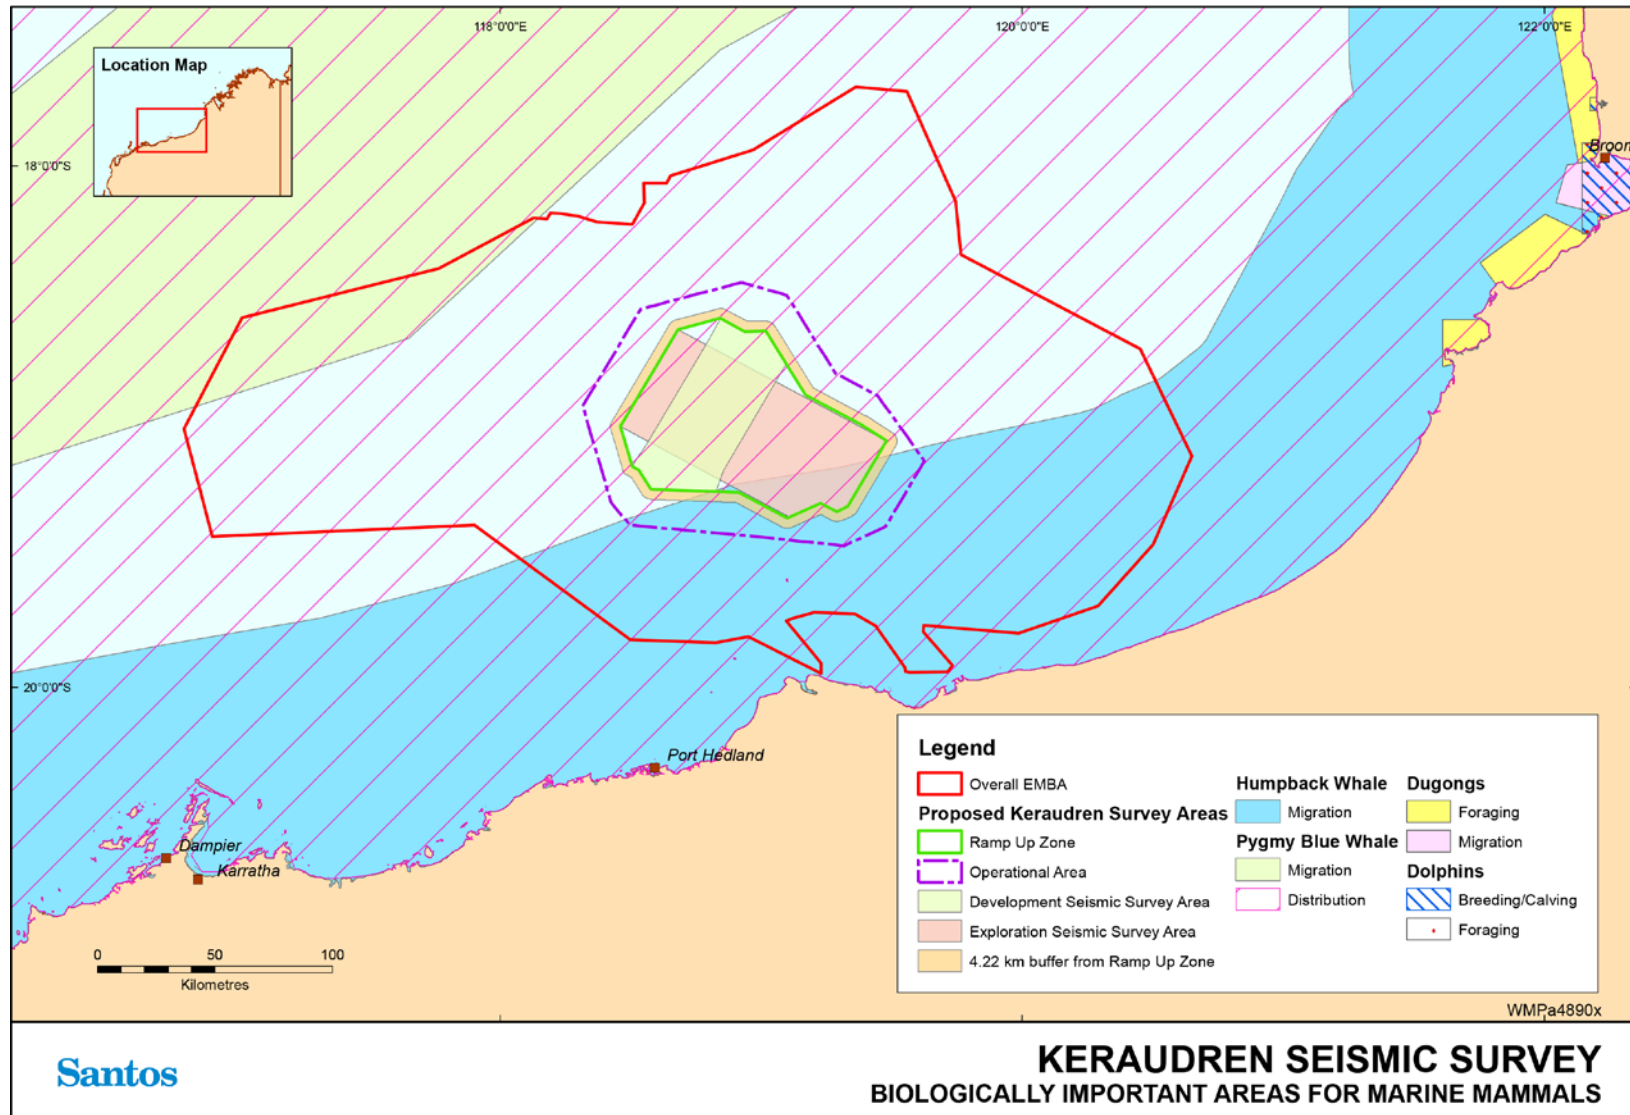 118°0'0"E
120°0'0"E
122°0'0"E
Location Map
18°0'0"S
Broom
20°0'0"S
Port Hedland
Dampier
Karratha
0 50 100
Kilometres
Legend
Overall EMBA
Proposed Keraudren Survey Areas
Ramp Up Zone
Operational Area
Development Seismic Survey Area
Exploration Seismic Survey Area
4.22 km buffer from Ramp Up Zone
Humpback Whale
Migration
Pygmy Blue Whale
Migration
Distribution
Dugongs
Foraging
Migration
Dolphins
Breeding/Calving
Foraging
WMPa4890x
Santos
KERAUDREN SEISMIC SURVEY
BIOLOGICALLY IMPORTANT AREAS FOR MARINE MAMMALS